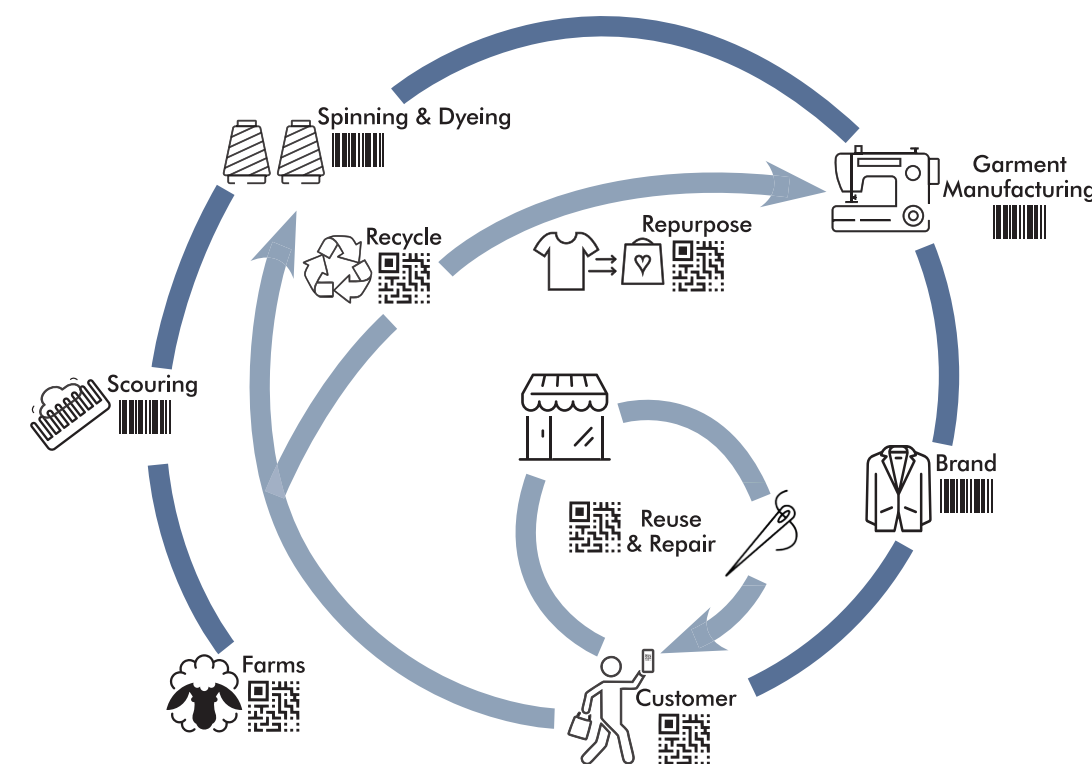 Spinning & Dyeing
Garment
Manufacturing
Recycle
Repurpose
Scouring
Brand
Reuse
& Repair
Farms
Customer